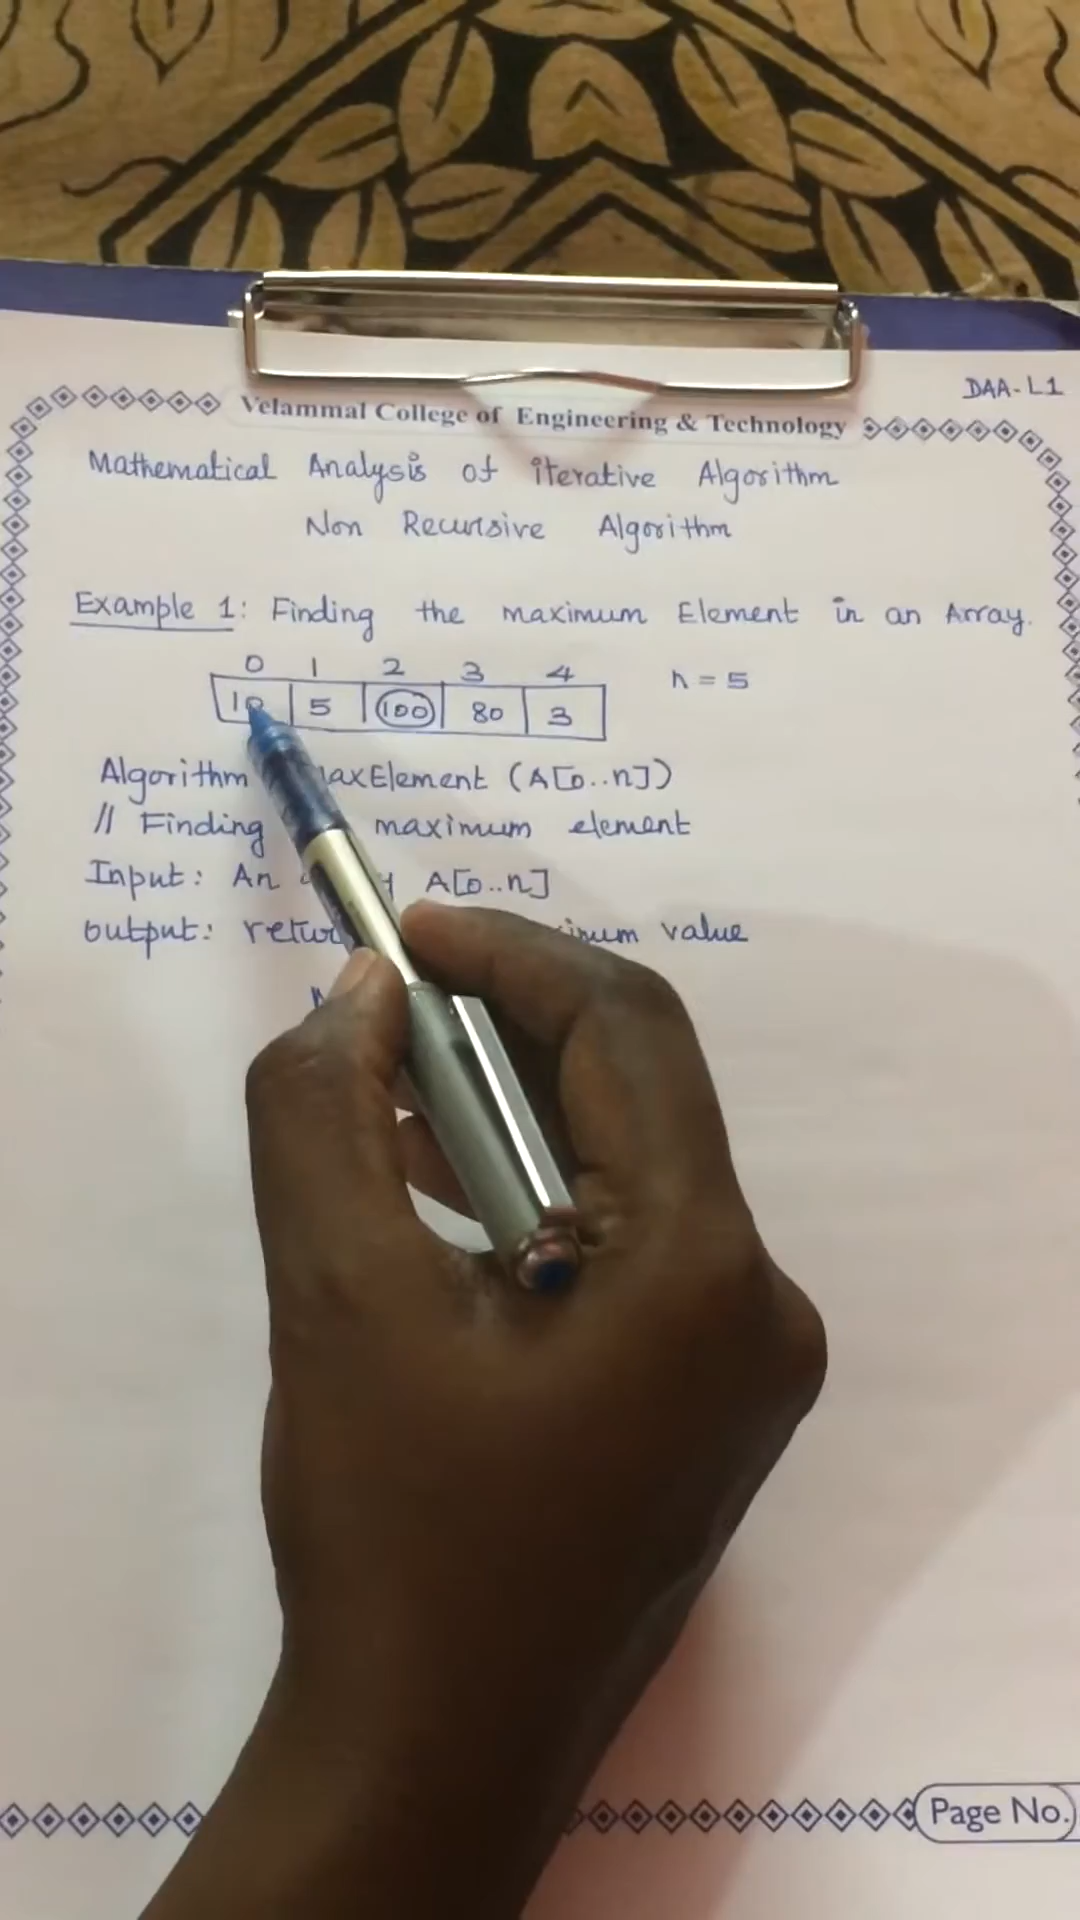 DAA-L1
Velammal College of Engineering & Technology
Mathematical Analysis of iterative Algorithm
Non Recursive Algorithm
Example 1: Finding the maximum Element in an Array.
0 1 2 3 4
10 5 100 80 3 n = 5
Algorithm axElement (A[0..n])
// Finding maximum element
Input: An A[0..n]
output: value
Page No.